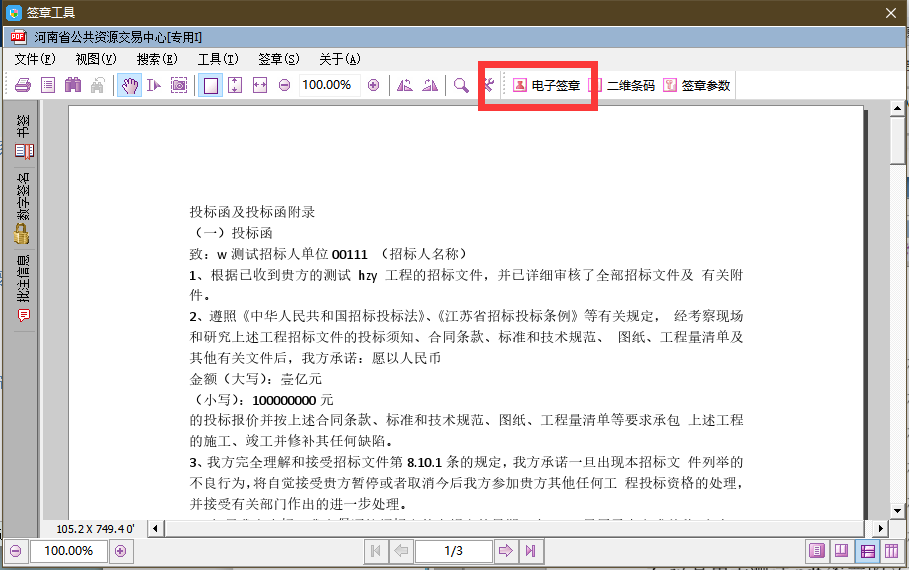 签章工具
河南省公共资源交易中心[专用I]
文件(F) 视图(V) 搜索(E) 工具(T) 签章(S) 关于(A)
100.00% 电子签章 二维条码 签章参数
书签
数字签名
批注信息
投标函及投标函附录
（一）投标函
致：w 测试招标人单位 00111 （招标人名称）
1、根据已收到贵方的测试 hzy 工程的招标文件，并已详细审核了全部招标文件及 有关附
件。
2、遵照《中华人民共和国招标投标法》、《江苏省招标投标条例》等有关规定， 经考察现场
和研究上述工程招标文件的投标须知、合同条款、标准和技术规范、 图纸、工程量清单及
其他有关文件后，我方承诺：愿以人民币
金额（大写）：壹亿元
（小写）：100000000 元
的投标报价并按上述合同条款、标准和技术规范、图纸、工程量清单等要求承包 上述工程
的施工、竣工并修补其任何缺陷。
3、我方完全理解和接受招标文件第 8.10.1 条的规定，我方承诺一旦出现本招标文 件列举的
不良行为，将自觉接受贵方暂停或者取消今后我方参加贵方其他任何工 程投标资格的处理，
并接受有关部门作出的进一步处理。
105.2 X 749.4 0'
100.00% 1/3